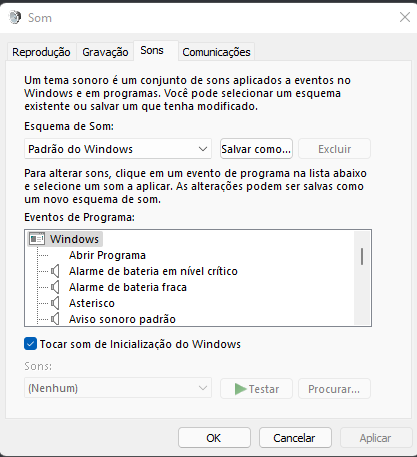 Som
Reprodução Gravação Sons Comunicações
Um tema sonoro é um conjunto de sons aplicados a eventos no
Windows e em programas. Você pode selecionar um esquema
existente ou salvar um que tenha modificado.
Esquema de Som:
Padrão do Windows Salvar como... Excluir
Para alterar sons, clique em um evento de programa na lista abaixo
e selecione um som a aplicar. As alterações podem ser salvas como
um novo esquema de som.
Eventos de Programa:
Windows
Abrir Programa
Alarme de bateria em nível crítico
Alarme de bateria fraca
Asterisco
Aviso sonoro padrão
Tocar som de Inicialização do Windows
Sons:
(Nenhum) Testar Procurar...
OK Cancelar Aplicar